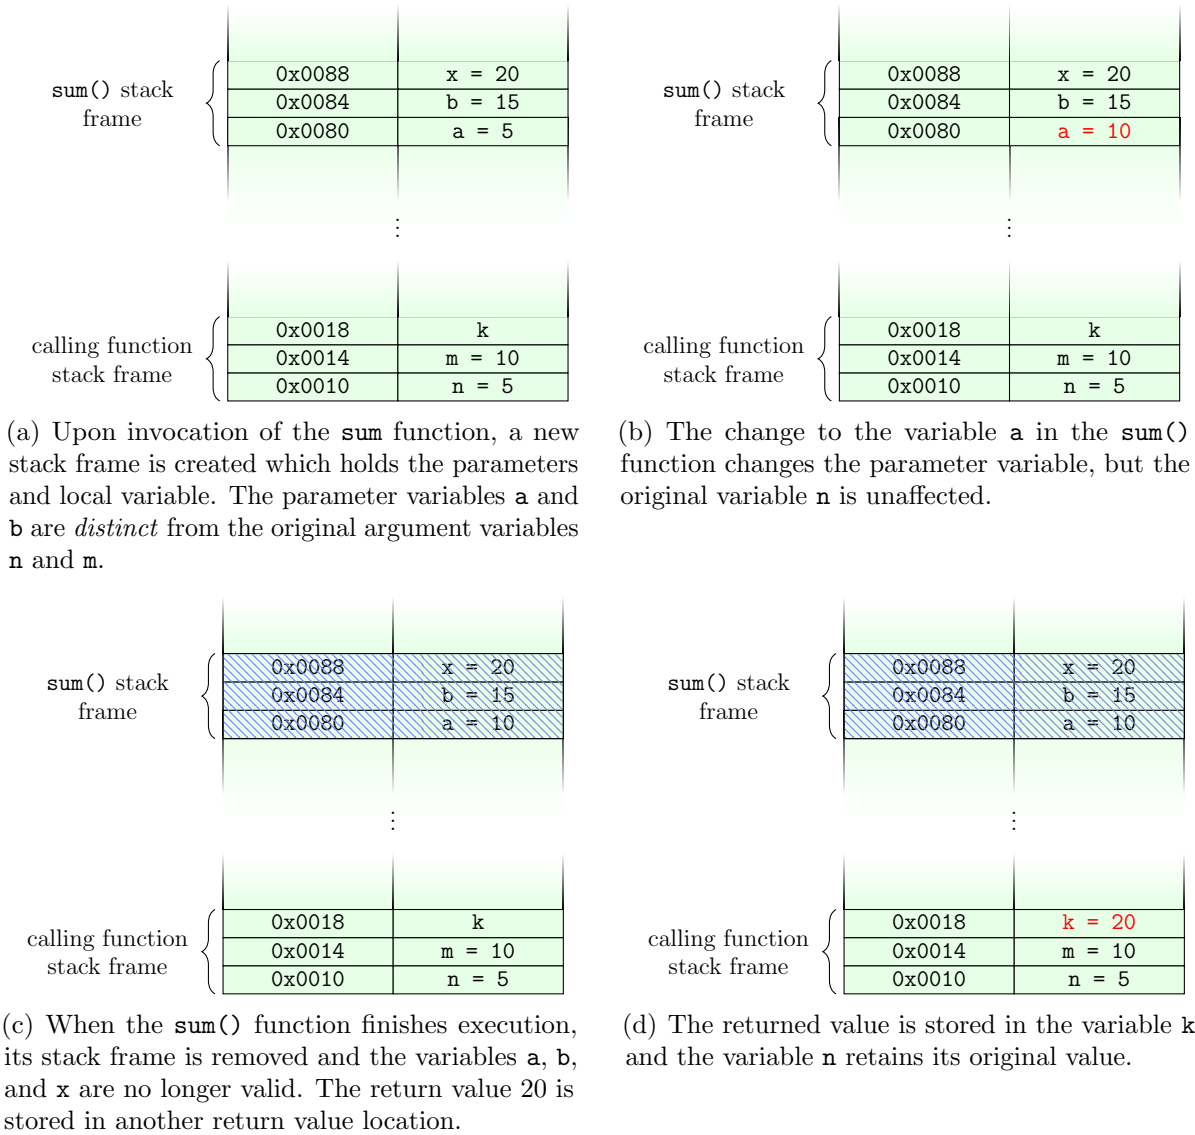 sum() stack
frame
0x0088 x = 20
0x0084 b = 15
0x0080 a = 5
⋮
calling function
stack frame
0x0018 k
0x0014 m = 10
0x0010 n = 5
(a) Upon invocation of the sum function, a new
stack frame is created which holds the parameters
and local variable. The parameter variables a and
b are distinct from the original argument variables
n and m.
sum() stack
frame
0x0088 x = 20
0x0084 b = 15
0x0080 a = 10
⋮
calling function
stack frame
0x0018 k
0x0014 m = 10
0x0010 n = 5
(b) The change to the variable a in the sum()
function changes the parameter variable, but the
original variable n is unaffected.
sum() stack
frame
0x0088 x = 20
0x0084 b = 15
0x0080 a = 10
⋮
calling function
stack frame
0x0018 k
0x0014 m = 10
0x0010 n = 5
(c) When the sum() function finishes execution,
its stack frame is removed and the variables a, b,
and x are no longer valid. The return value 20 is
stored in another return value location.
sum() stack
frame
0x0088 x = 20
0x0084 b = 15
0x0080 a = 10
⋮
calling function
stack frame
0x0018 k = 20
0x0014 m = 10
0x0010 n = 5
(d) The returned value is stored in the variable k
and the variable n retains its original value.